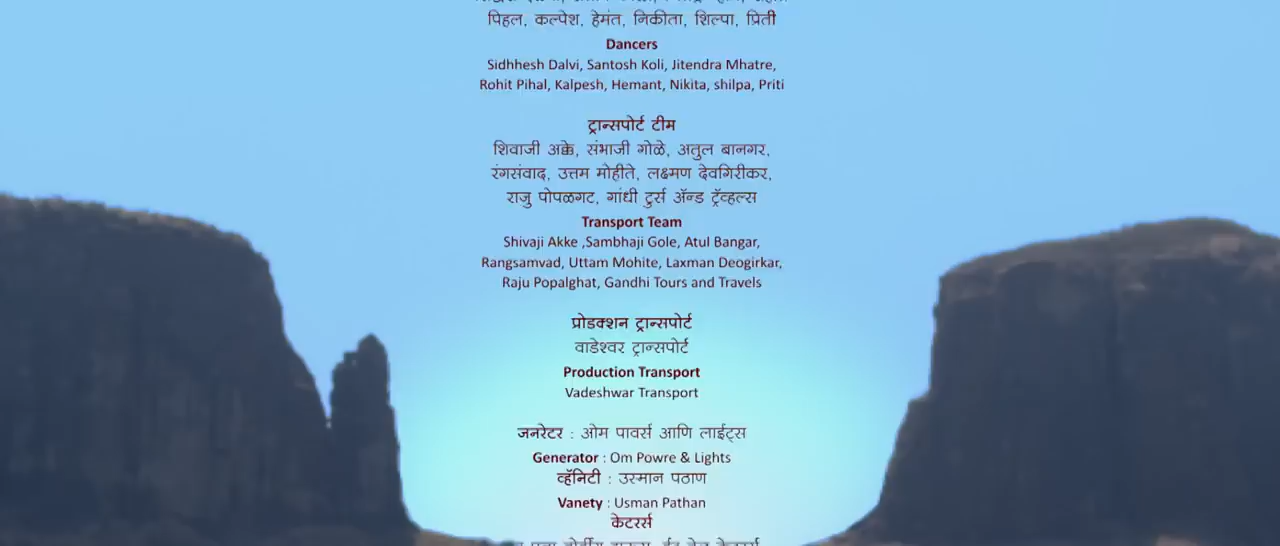 पिहल, कल्पेश, हेमंत, निकीता, शिल्पा, प्रिती
Dancers
Sidhhesh Dalvi, Santosh Koli, Jitendra Mhatre,
Rohit Pihal, Kalpesh, Hemant, Nikita, shilpa, Priti
ट्रान्सपोर्ट टीम
शिवाजी अक्के, संभाजी गोळे, अतुल बानगर,
रंगसंवाद, उत्तम मोहीते, लक्ष्मण देवगिरीकर,
राजु पोपळगट, गांधी टुर्स ॲन्ड ट्रॅव्हल्स
Transport Team
Shivaji Akke ,Sambhaji Gole, Atul Bangar,
Rangsamvad, Uttam Mohite, Laxman Deogirkar,
Raju Popalghat, Gandhi Tours and Travels
प्रोडक्शन ट्रान्सपोर्ट
वाडेश्वर ट्रान्सपोर्ट
Production Transport
Vadeshwar Transport
जनरेटर : ओम पावर्स आणि लाईट्स
Generator : Om Powre & Lights
व्हॅनिटी : उस्मान पठाण
Vanety : Usman Pathan
केटरर्स